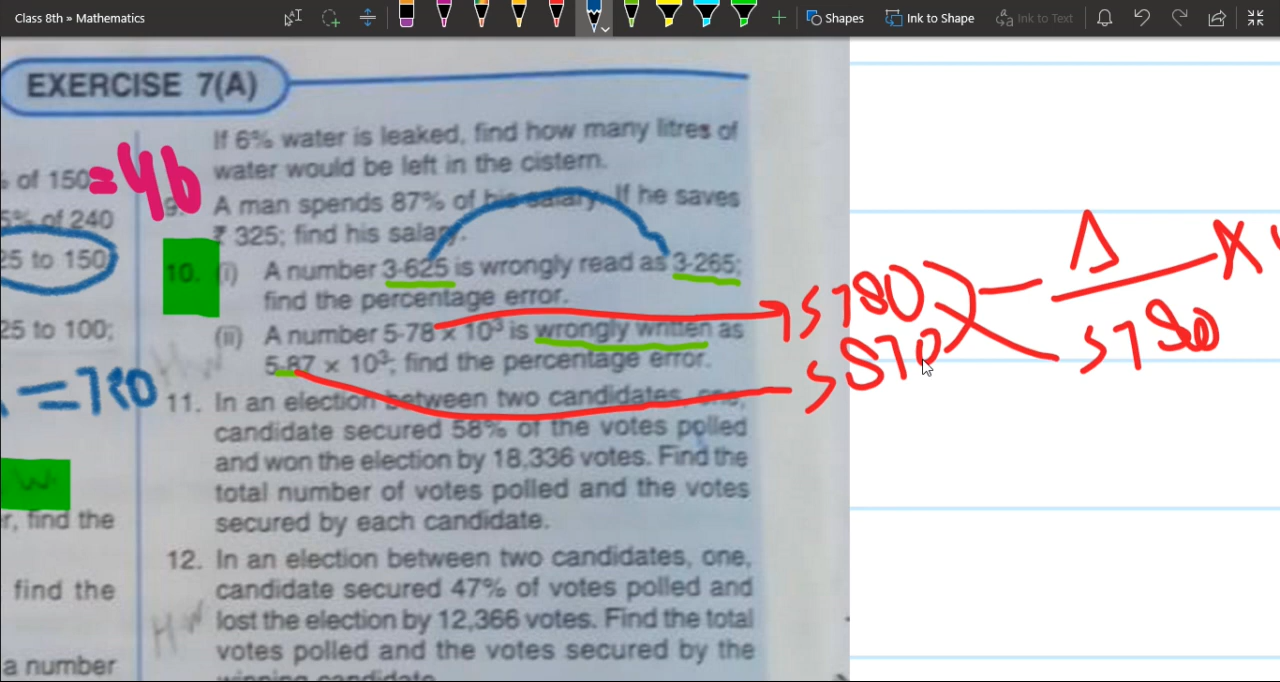 Class 8th » Mathematics
Shapes
Ink to Shape
Ink to Text
EXERCISE 7(A)
of 150 =46
5% of 240
25 to 150
25 to 100;
=720
W
r, find the
find the
a number
If 6% water is leaked, find how many litres of
water would be left in the cistern.
9. A man spends 87% of his salary. If he saves
₹ 325; find his salary.
10. (i) A number 3·625 is wrongly read as 3·265;
find the percentage error.
(ii) A number 5·78 × 10³ is wrongly written as
5·87 × 10³; find the percentage error.
HW
11. In an election between two candidates, one,
candidate secured 58% of the votes polled
and won the election by 18,336 votes. Find the
total number of votes polled and the votes
secured by each candidate.
12. In an election between two candidates, one,
candidate secured 47% of votes polled and
HW
lost the election by 12,366 votes. Find the total
votes polled and the votes secured by the
winning candidate.
5780
5870
Δ
5780
X